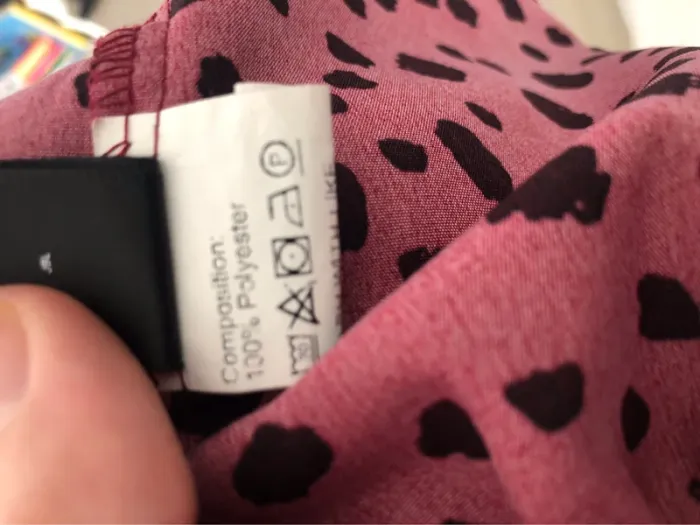 Composition:
100% Polyester
30
P